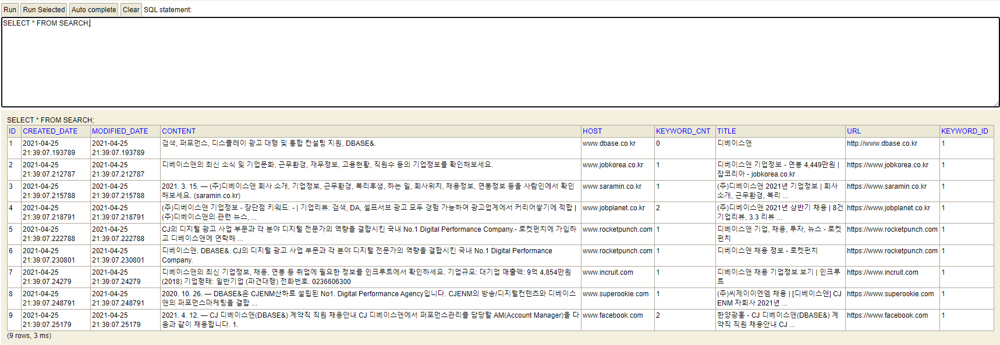 Run Run Selected Auto complete Clear SQL statement:
SELECT * FROM SEARCH;
SELECT * FROM SEARCH;
ID CREATED_DATE MODIFIED_DATE CONTENT HOST KEYWORD_CNT TITLE URL KEYWORD_ID
1 2021-04-25 2021-04-25 검색, 퍼포먼스, 디스플레이 광고 대행 및 통합 컨설팅 지원, DBASE&. www.dbase.co.kr 0 디베이스앤 http://www.dbase.co.kr 1
21:39:07.193789 21:39:07.193789
2 2021-04-25 2021-04-25 디베이스앤의 최신 소식 및 기업문화, 근무환경, 재무정보, 고용현황, 직원수 등의 기업정보를 확인해보세요. www.jobkorea.co.kr 1 디베이스앤 기업정보 - 연봉 4,449만원 | https://www.jobkorea.co.kr 1
21:39:07.212787 21:39:07.212787 잡코리아 - jobkorea.co.kr
3 2021-04-25 2021-04-25 2021. 3. 15. — (주)디베이스앤 회사 소개, 기업정보, 근무환경, 복리후생, 하는 일, 회사위치, 채용정보, 연봉정보 등을 사람인에서 확인 www.saramin.co.kr 1 (주)디베이스앤 2021년 기업정보 | 회사 https://www.saramin.co.kr 1
21:39:07.215788 21:39:07.215788 해보세요. (saramin.co.kr) 소개, 근무환경, 복리 ...
4 2021-04-25 2021-04-25 (주)디베이스앤 기업정보 - 장단점 키워드: - | 기업리뷰: 검색, DA, 셀프서브 광고 모두 경험 가능하여 광고업계에서 커리어쌓기에 적합 | www.jobplanet.co.kr 2 (주)디베이스앤 2021년 상반기 채용 | 8건 https://www.jobplanet.co.kr 1
21:39:07.218791 21:39:07.218791 (주)디베이스앤의 관련 뉴스, ... 기업리뷰, 3.3 리뷰 ...
5 2021-04-25 2021-04-25 CJ의 디지털 광고 사업 부문과 각 분야 디지털 전문가의 역량을 결합시킨 국내 No.1 Digital Performance Company.- 로켓펀치에 가입하 www.rocketpunch.com 1 디베이스앤 기업, 채용, 투자, 뉴스 - 로켓 https://www.rocketpunch.com 1
21:39:07.222788 21:39:07.222788 고 디베이스앤에 연락해 ... 펀치
6 2021-04-25 2021-04-25 디베이스앤. DBASE&. CJ의 디지털 광고 사업 부문과 각 분야 디지털 전문가의 역량을 결합시킨 국내 No.1 Digital Performance www.rocketpunch.com 1 디베이스앤 채용 정보 - 로켓펀치 https://www.rocketpunch.com 1
21:39:07.230801 21:39:07.230801 Company.
7 2021-04-25 2021-04-25 디베이스앤의 최신 기업정보, 채용, 연봉 등 취업에 필요한 정보를 인크루트에서 확인하세요. 기업규모: 대기업 매출액: 9억 4,854만원 www.incruit.com 1 디베이스앤 채용 기업정보 보기 | 인크루 https://www.incruit.com 1
21:39:07.24279 21:39:07.24279 (2018) 기업형태: 일반기업 (파견대행) 전화번호: 0236606300 트
8 2021-04-25 2021-04-25 2020. 10. 26. — DBASE&은 CJENM산하로 설립된 No1. Digital Performance Agency입니다. CJENM의 방송/디지털컨텐츠와 디베이스 www.superookie.com 1 (주)씨제이이엔엠 채용 | [디베이스앤] CJ https://www.superookie.com 1
21:39:07.248791 21:39:07.248791 앤의 퍼포먼스마케팅을 결합 ... ENM 자회사 2021년 ...
9 2021-04-25 2021-04-25 2021. 4. 12. — CJ 디베이스앤(DBASE&) 계약직 직원 채용안내 CJ 디베이스앤에서 퍼포먼스관리를 담당할 AM(Account Manager)을 다 www.facebook.com 2 한양광홍 - CJ 디베이스앤(DBASE&) 계 https://www.facebook.com 1
21:39:07.25179 21:39:07.25179 음과 같이 채용합니다. 1. 약직 직원 채용안내 CJ ...
(9 rows, 3 ms)